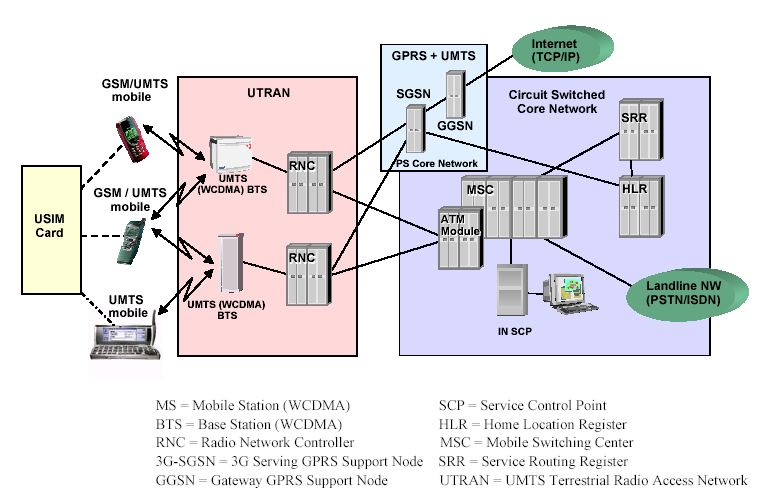 GPRS + UMTS
Internet
(TCP/IP)
GSM/UMTS
mobile
UTRAN
SGSN
GGSN
Circuit Switched
Core Network
SRR
PS Core Network
RNC
UMTS
(WCDMA) BTS
GSM / UMTS
mobile
MSC
HLR
USIM
Card
ATM
Module
RNC
Landline NW
(PSTN/ISDN)
UMTS
mobile
UMTS (WCDMA)
BTS
IN SCP
MS = Mobile Station (WCDMA)
BTS = Base Station (WCDMA)
RNC = Radio Network Controller
3G-SGSN = 3G Serving GPRS Support Node
GGSN = Gateway GPRS Support Node
SCP = Service Control Point
HLR = Home Location Register
MSC = Mobile Switching Center
SRR = Service Routing Register
UTRAN = UMTS Terrestrial Radio Access Network